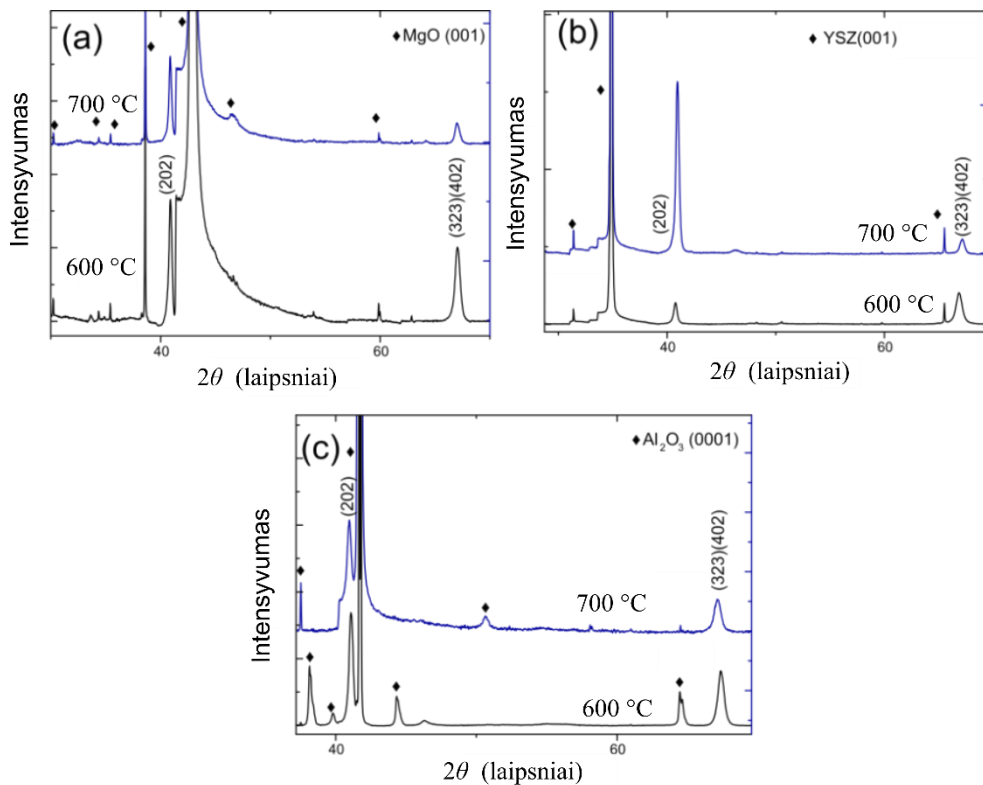 (a)
♦MgO (001)
700 °C
(202)
(323)(402)
600 °C
Intensyvumas
40
60
2θ (laipsniai)
(b)
♦ YSZ(001)
(202)
700 °C
(323)(402)
600 °C
Intensyvumas
40
60
2θ (laipsniai)
(c)
♦Al₂O₃ (0001)
(202)
(323)(402)
700 °C
600 °C
Intensyvumas
40
60
2θ (laipsniai)